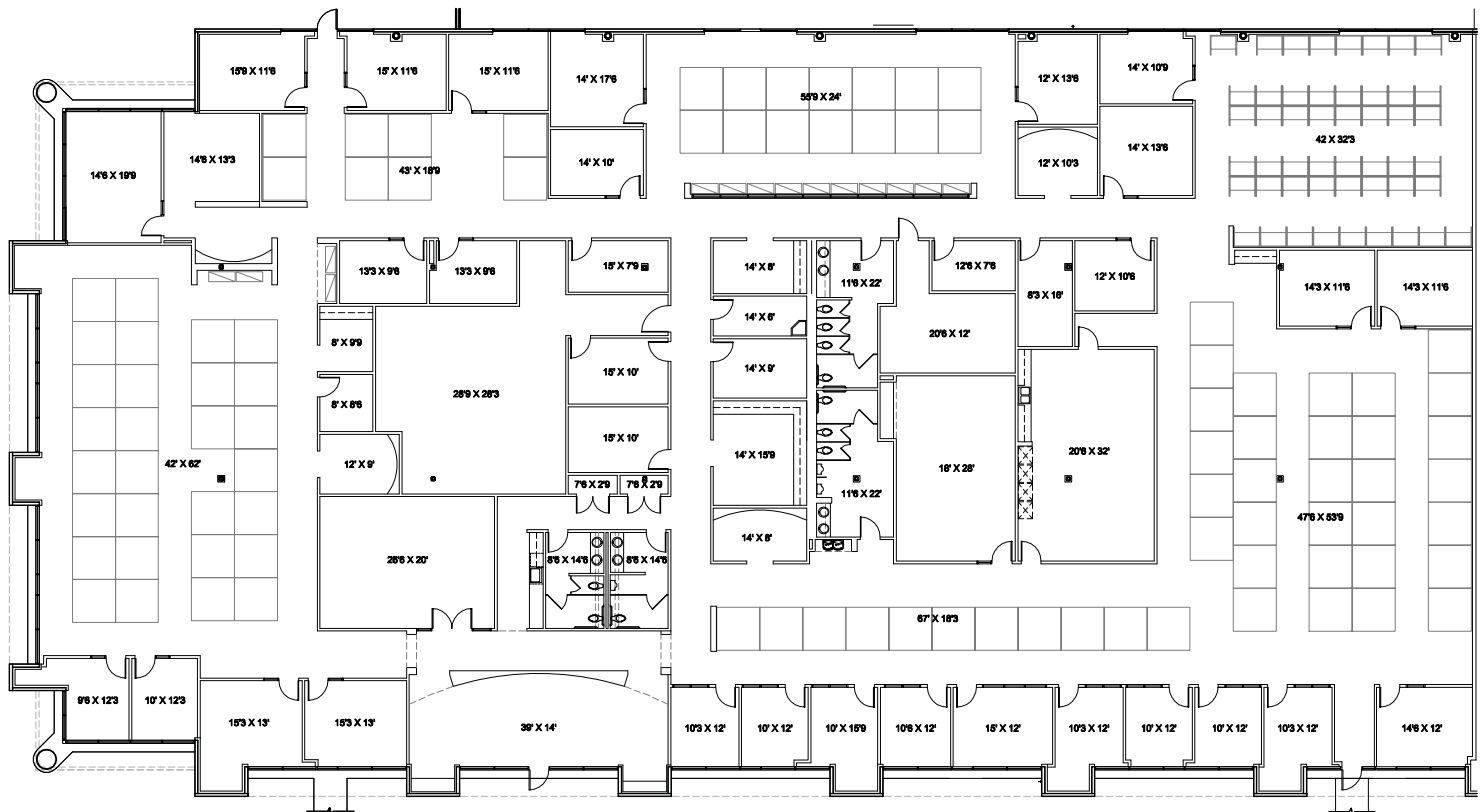 15'9 X 11'6
15' X 11'6
15' X 11'6
14' X 17'6
55'9 X 24'
12' X 13'6
14' X 10'9
42 X 32'3
14'6 X 19'9
14'6 X 13'3
43' X 18'9
14' X 10'
12' X 10'3
14' X 13'6
13'3 X 9'6
13'3 X 9'6
15' X 7'9
14' X 8'
11'6 X 22'
12'6 X 7'6
8'3 X 16'
12' X 10'6
14'3 X 11'6
14'3 X 11'6
14' X 6'
20'6 X 12'
8' X 9'9
15' X 10'
14' X 9'
28'9 X 28'3
8' X 8'6
15' X 10'
20'6 X 32'
42' X 62'
12' X 9'
14' X 15'9
18' X 28'
7'6 X 2'9
7'6 X 2'9
11'6 X 22'
47'6 X 53'9
14' X 8'
26'6 X 20'
8'6 X 14'6
8'6 X 14'6
67' X 18'3
9'6 X 12'3
10' X 12'3
15'3 X 13'
15'3 X 13'
39' X 14'
10'3 X 12'
10' X 12'
10' X 15'9
10'6 X 12'
15' X 12'
10'3 X 12'
10' X 12'
10' X 12'
10'3 X 12'
14'6 X 12'